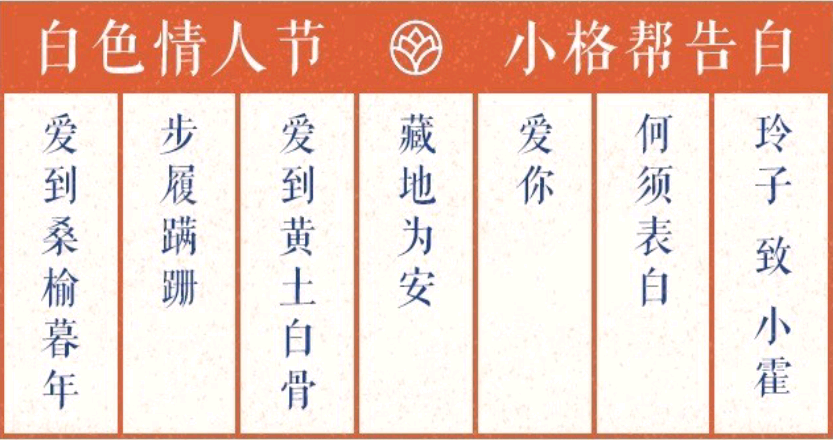 白色情人节 小格帮告白
爱到桑榆暮年
步履蹒跚
爱到黄土白骨
藏地为安
爱你
何须表白
玲子 致 小霍